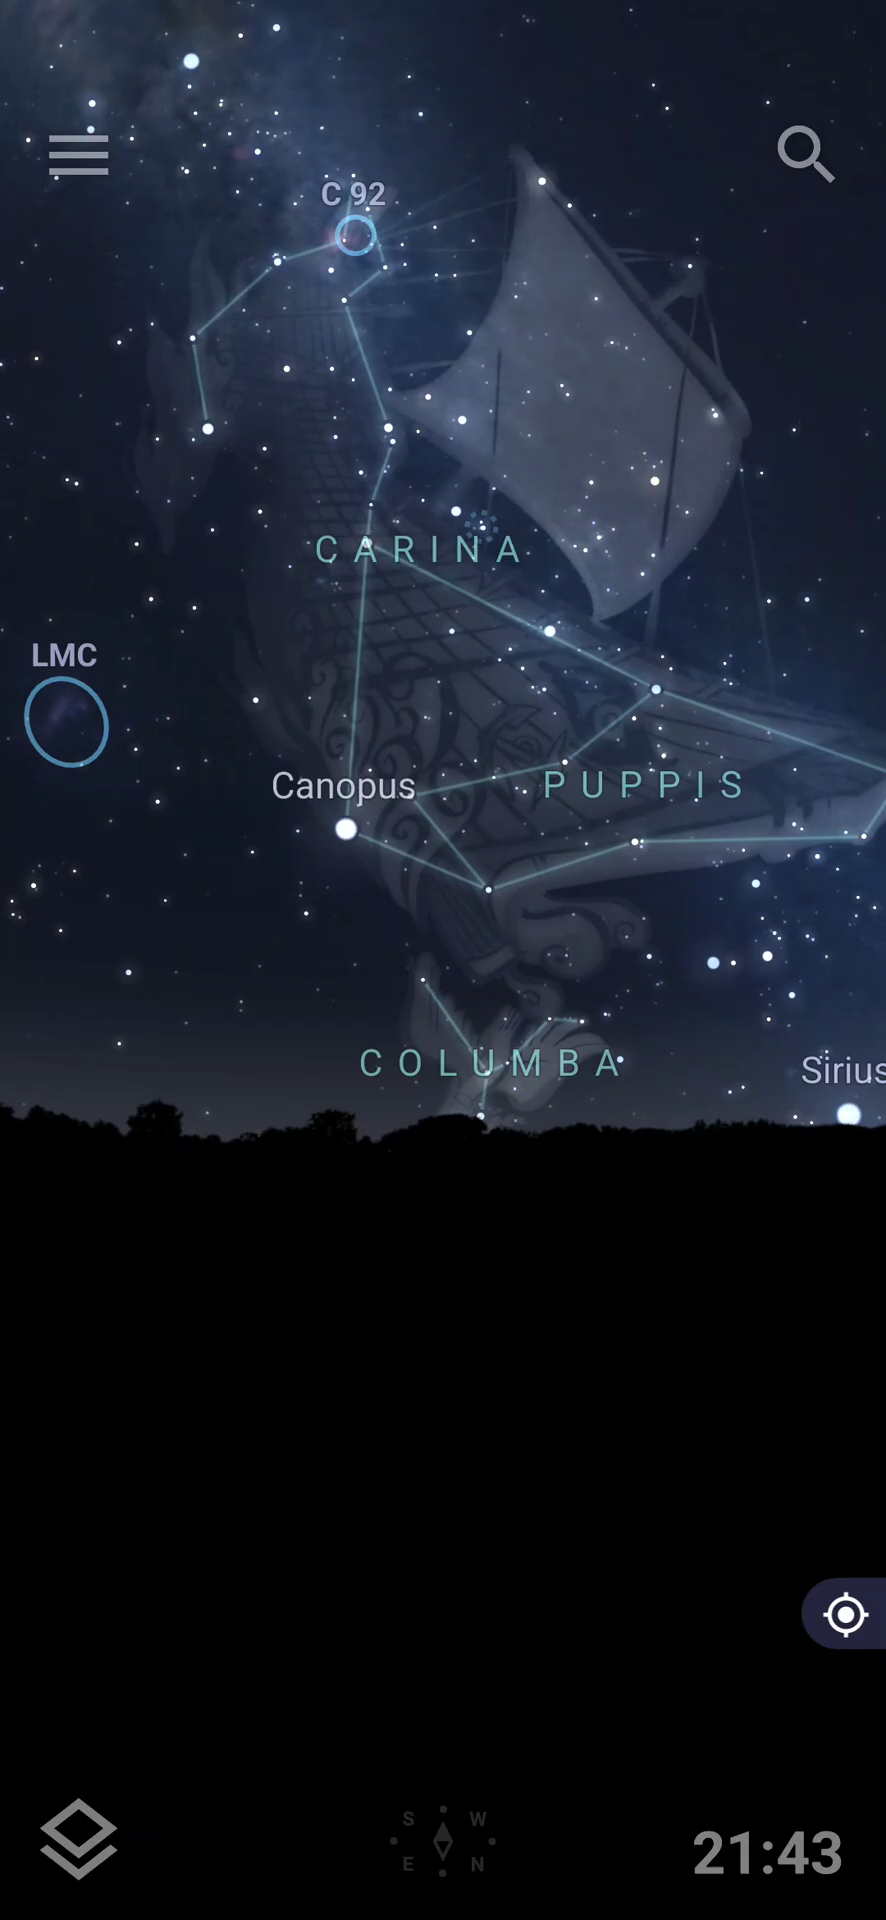 C 92
CARINA
LMC
Canopus
PUPPIS
COLUMBA
Sirius
S W
E N
21:43